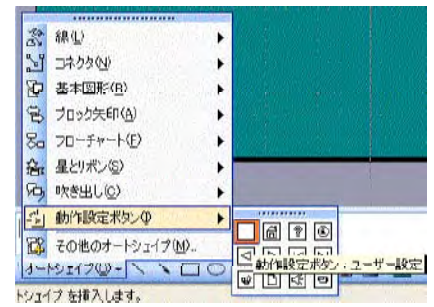 線(L)
コネクタ(N)
基本図形(B)
ブロック矢印(A)
フローチャート(F)
星とリボン(S)
吹き出し(C)
動作設定ボタン(I)
その他のオートシェイプ(M)...
動作設定ボタン : ユーザー設定
オートシェイプ(U)
トシェイプ を挿入します。